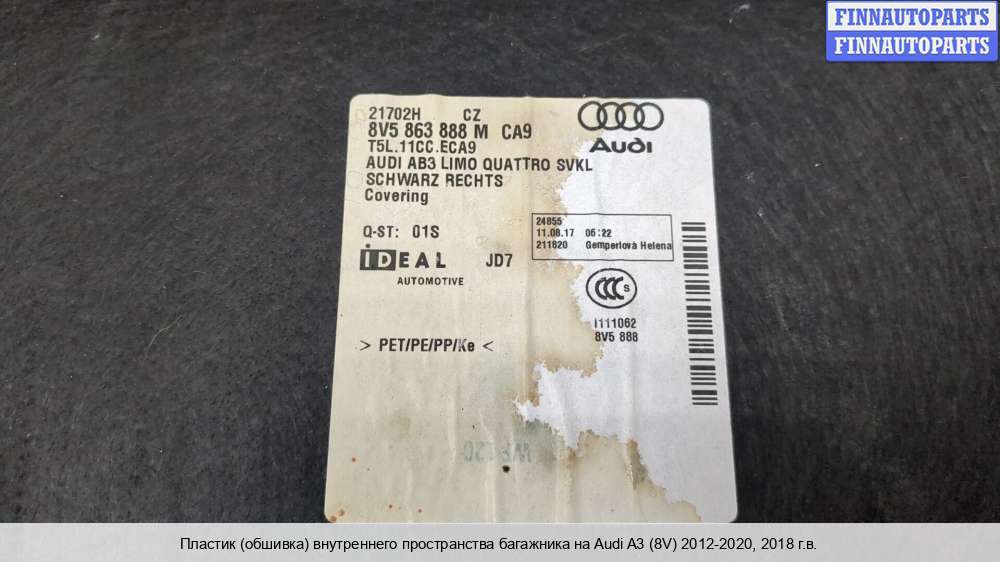 FINNAUTOPARTS
FINNAUTOPARTS
21702H CZ
8V5 863 888 M CA9
T5L.11CC.ECA9
AUDI AB3 LIMO QUATTRO SVKL
SCHWARZ RECHTS
Covering
Audi
Q-ST: 01S
24855
11.08.17 06:22
211820 Gemperlová Helena
IDEAL JD7
AUTOMOTIVE
CCC S
I111062
8V5 888
> PET/PE/PP/Ke <
Пластик (обшивка) внутреннего пространства багажника на Audi A3 (8V) 2012-2020, 2018 г.в.